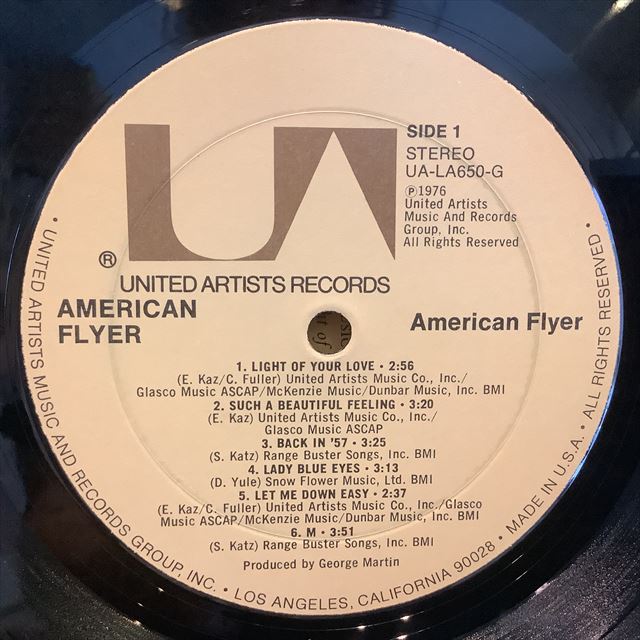 UA
®
UNITED ARTISTS RECORDS
SIDE 1
STEREO
UA-LA650-G
Ⓟ1976
United Artists
Music And Records
Group, Inc.
All Rights Reserved
AMERICAN
FLYER
American Flyer
1. LIGHT OF YOUR LOVE • 2:56
(E. Kaz/C. Fuller) United Artists Music Co., Inc./
Glasco Music ASCAP/McKenzie Music/Dunbar Music, Inc. BMI
2. SUCH A BEAUTIFUL FEELING • 3:20
(E. Kaz) United Artists Music Co., Inc./
Glasco Music ASCAP
3. BACK IN '57 • 3:25
(S. Katz) Range Buster Songs, Inc. BMI
4. LADY BLUE EYES • 3:13
(D. Yule) Snow Flower Music, Ltd. BMI
5. LET ME DOWN EASY • 2:37
(E. Kaz/C. Fuller) United Artists Music Co., Inc./Glasco
Music ASCAP/McKenzie Music/Dunbar Music, Inc. BMI
6. M • 3:51
(S. Katz) Range Buster Songs, Inc. BMI
Produced by George Martin
• UNITED ARTISTS MUSIC AND RECORDS GROUP, INC. • LOS ANGELES, CALIFORNIA 90028 • MADE IN U.S.A. • ALL RIGHTS RESERVED •